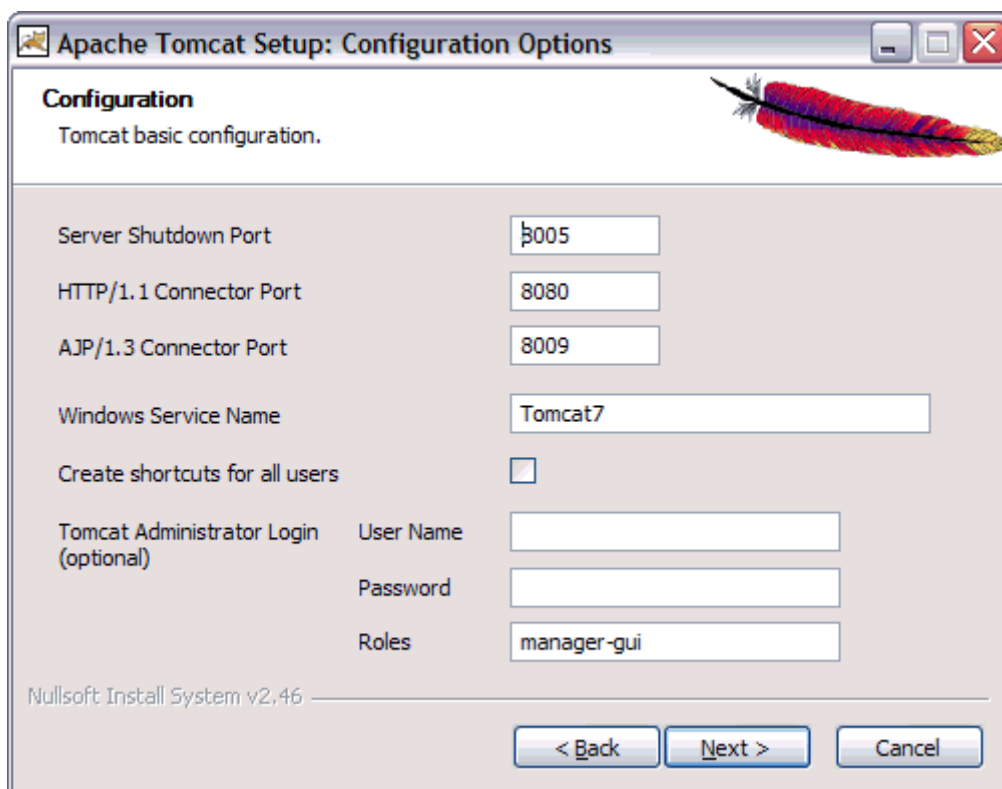 Apache Tomcat Setup: Configuration Options
Configuration
Tomcat basic configuration.
Server Shutdown Port 8005
HTTP/1.1 Connector Port 8080
AJP/1.3 Connector Port 8009
Windows Service Name Tomcat7
Create shortcuts for all users
Tomcat Administrator Login User Name
(optional)
Password
Roles manager-gui
Nullsoft Install System v2.46
< Back Next > Cancel